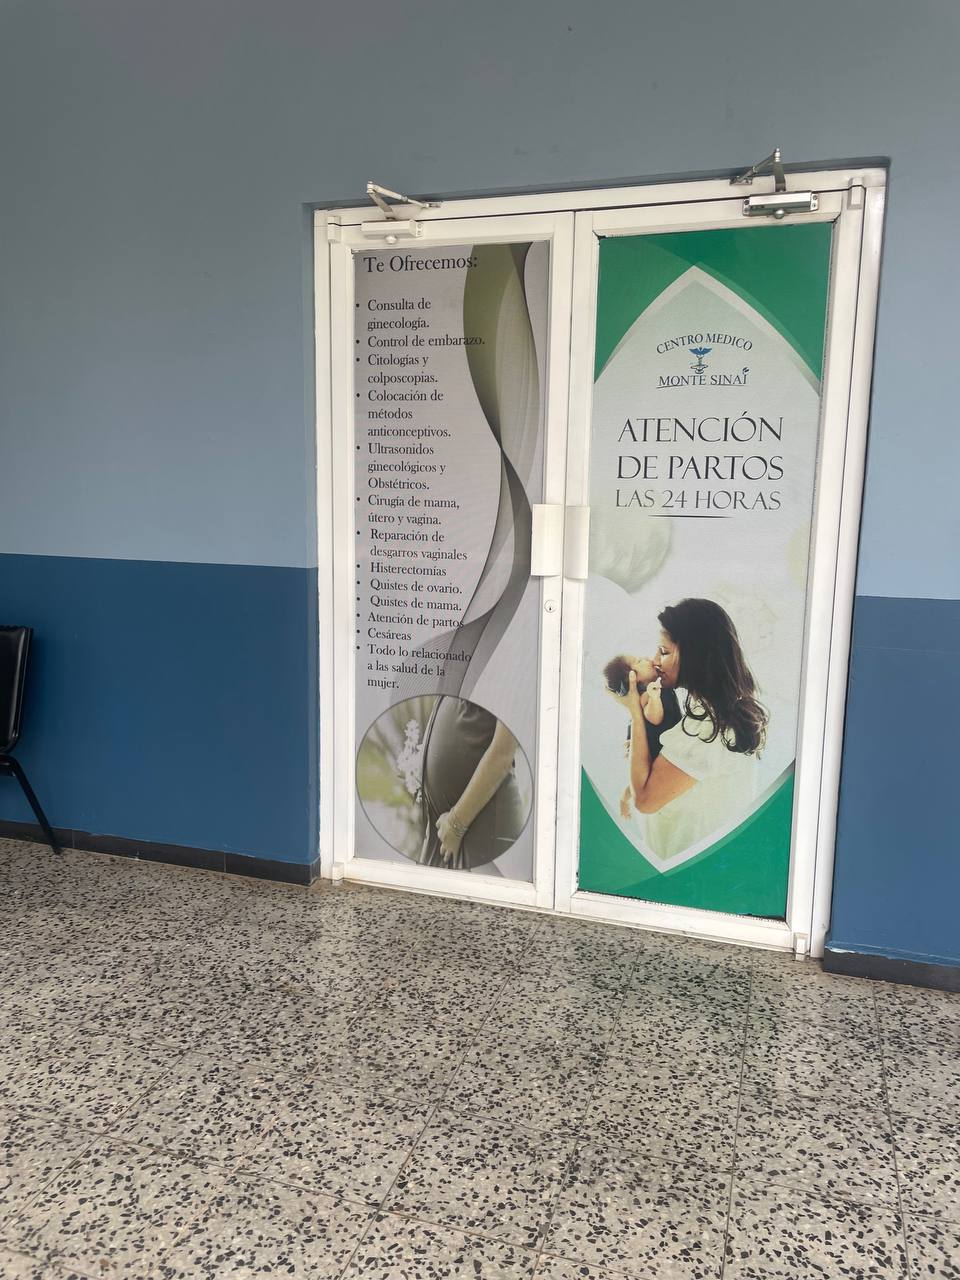 Te Ofrecemos:
• Consulta de
ginecología.
• Control de embarazo.
• Citologías y
colposcopias.
• Colocación de
métodos
anticonceptivos.
• Ultrasonidos
ginecológicos y
Obstétricos.
• Cirugía de mama,
útero y vagina.
• Reparación de
desgarros vaginales
• Histerectomías
• Quistes de ovario.
• Quistes de mama.
• Atención de partos
• Cesáreas
• Todo lo relacionado
a las salud de la
mujer.
CENTRO MEDICO
MONTE SINAÍ
ATENCIÓN
DE PARTOS
LAS 24 HORAS